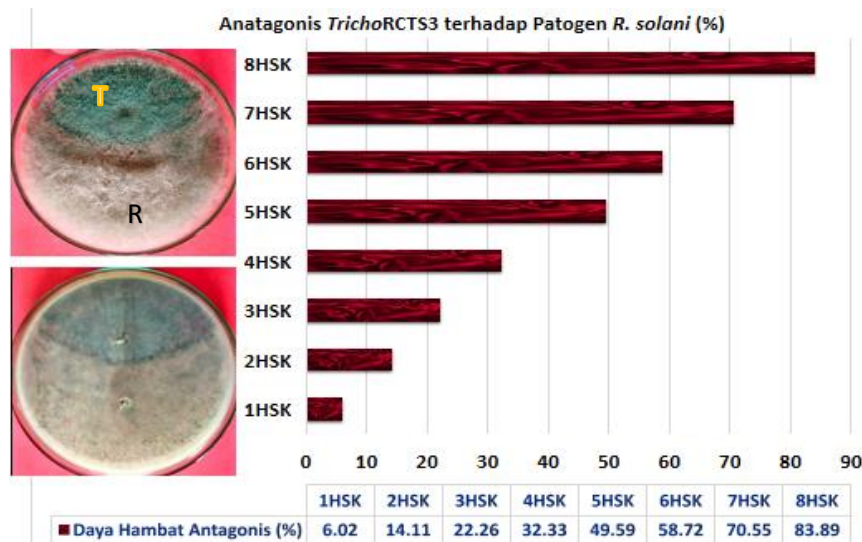 Anatagonis TrichoRCTS3 terhadap Patogen R. solani (%)
T
R
8HSK
7HSK
6HSK
5HSK
4HSK
3HSK
2HSK
1HSK
0 10 20 30 40 50 60 70 80 90
1HSK 2HSK 3HSK 4HSK 5HSK 6HSK 7HSK 8HSK
Daya Hambat Antagonis (%) 6.02 14.11 22.26 32.33 49.59 58.72 70.55 83.89